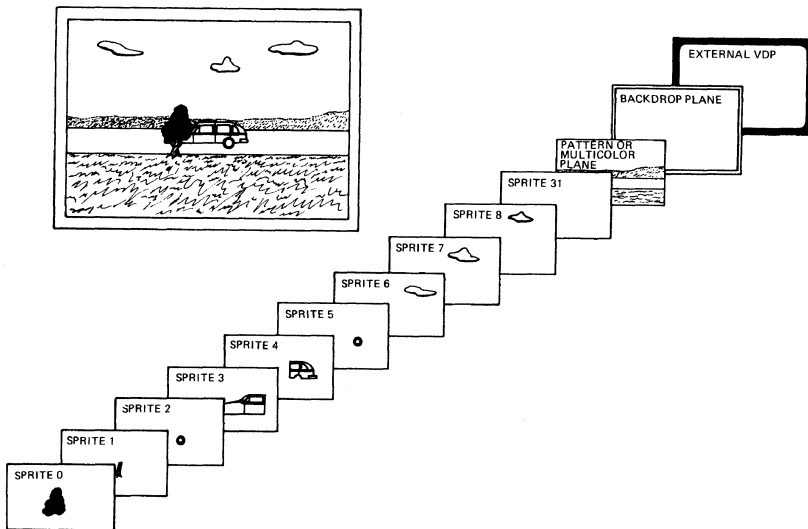 EXTERNAL VDP
BACKDROP PLANE
PATTERN OR
MULTICOLOR
PLANE
SPRITE 31
SPRITE 8
SPRITE 7
SPRITE 6
SPRITE 5
SPRITE 4
SPRITE 3
SPRITE 2
SPRITE 1
SPRITE 0